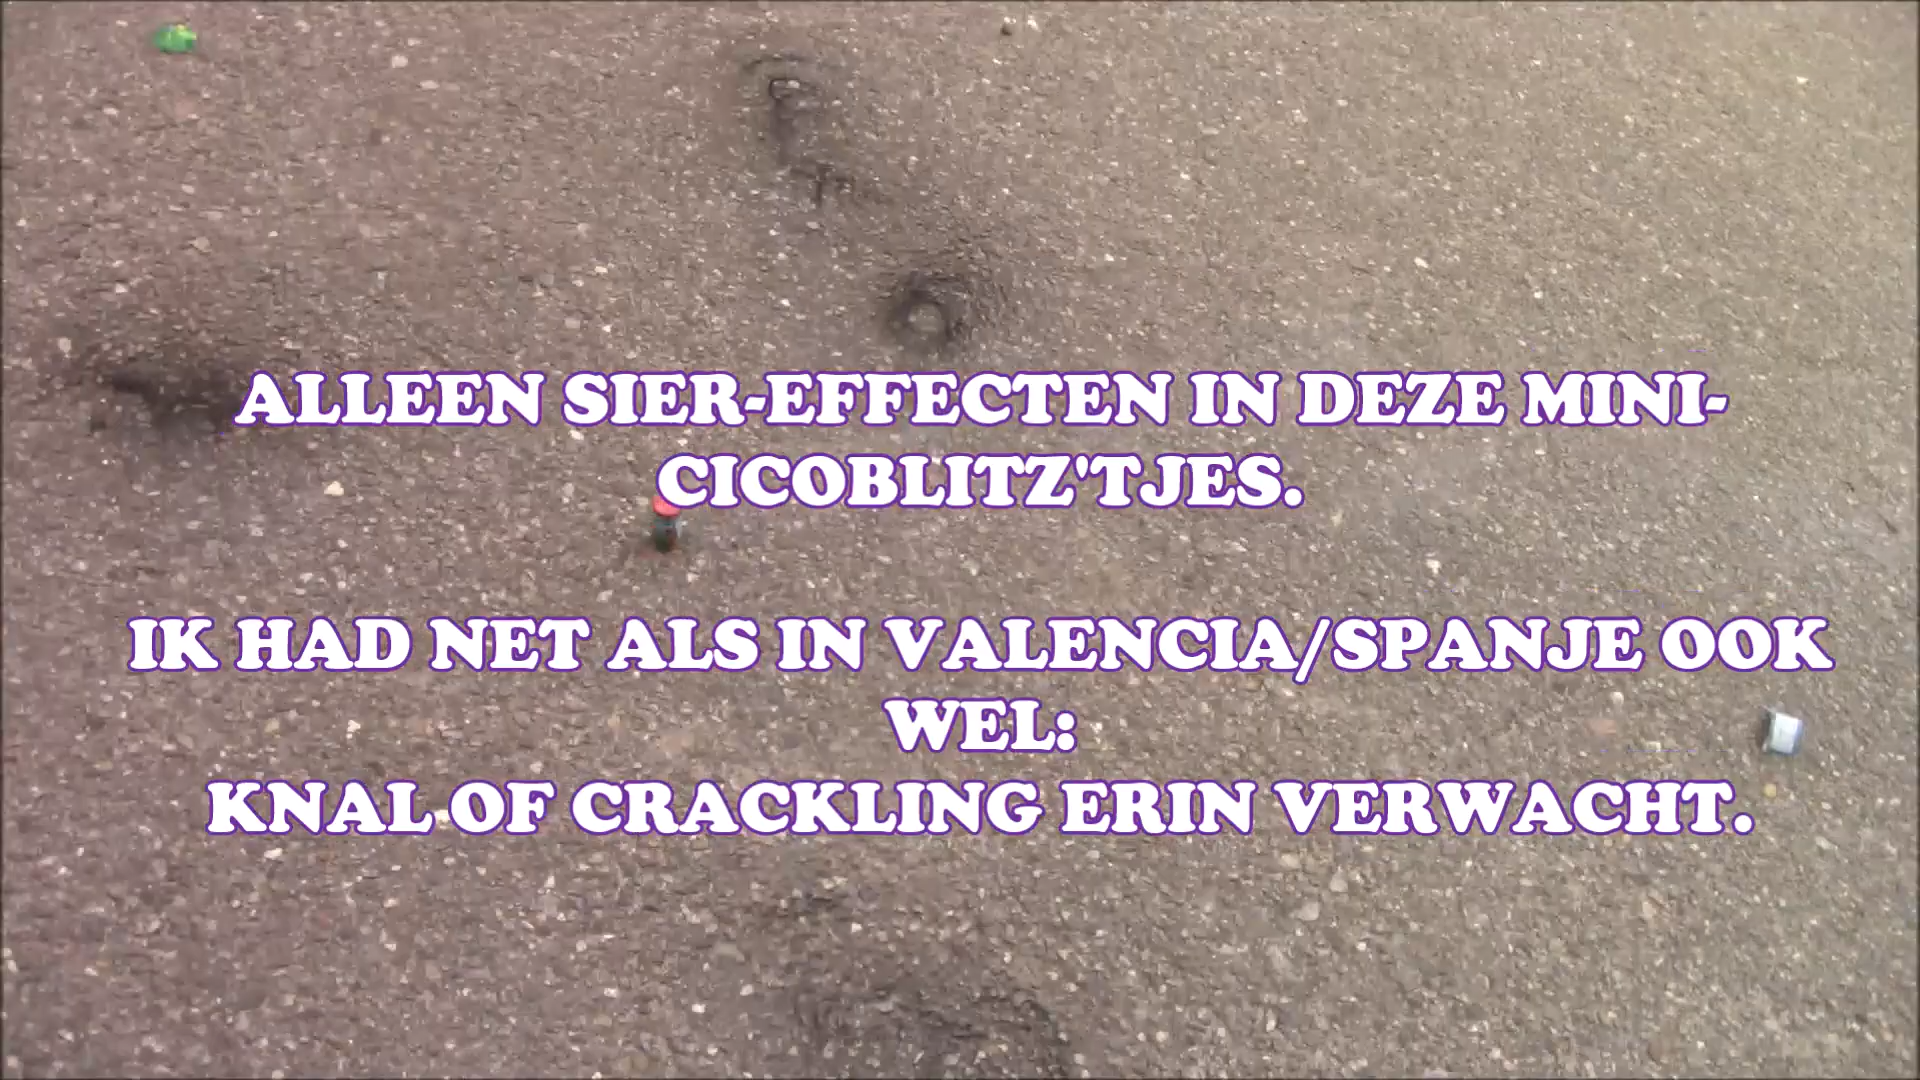 ALLEEN SIER-EFFECTEN IN DEZE MINI-
CICOBLITZ'TJES.
IK HAD NET ALS IN VALENCIA/SPANJE OOK
WEL:
KNAL OF CRACKLING ERIN VERWACHT.